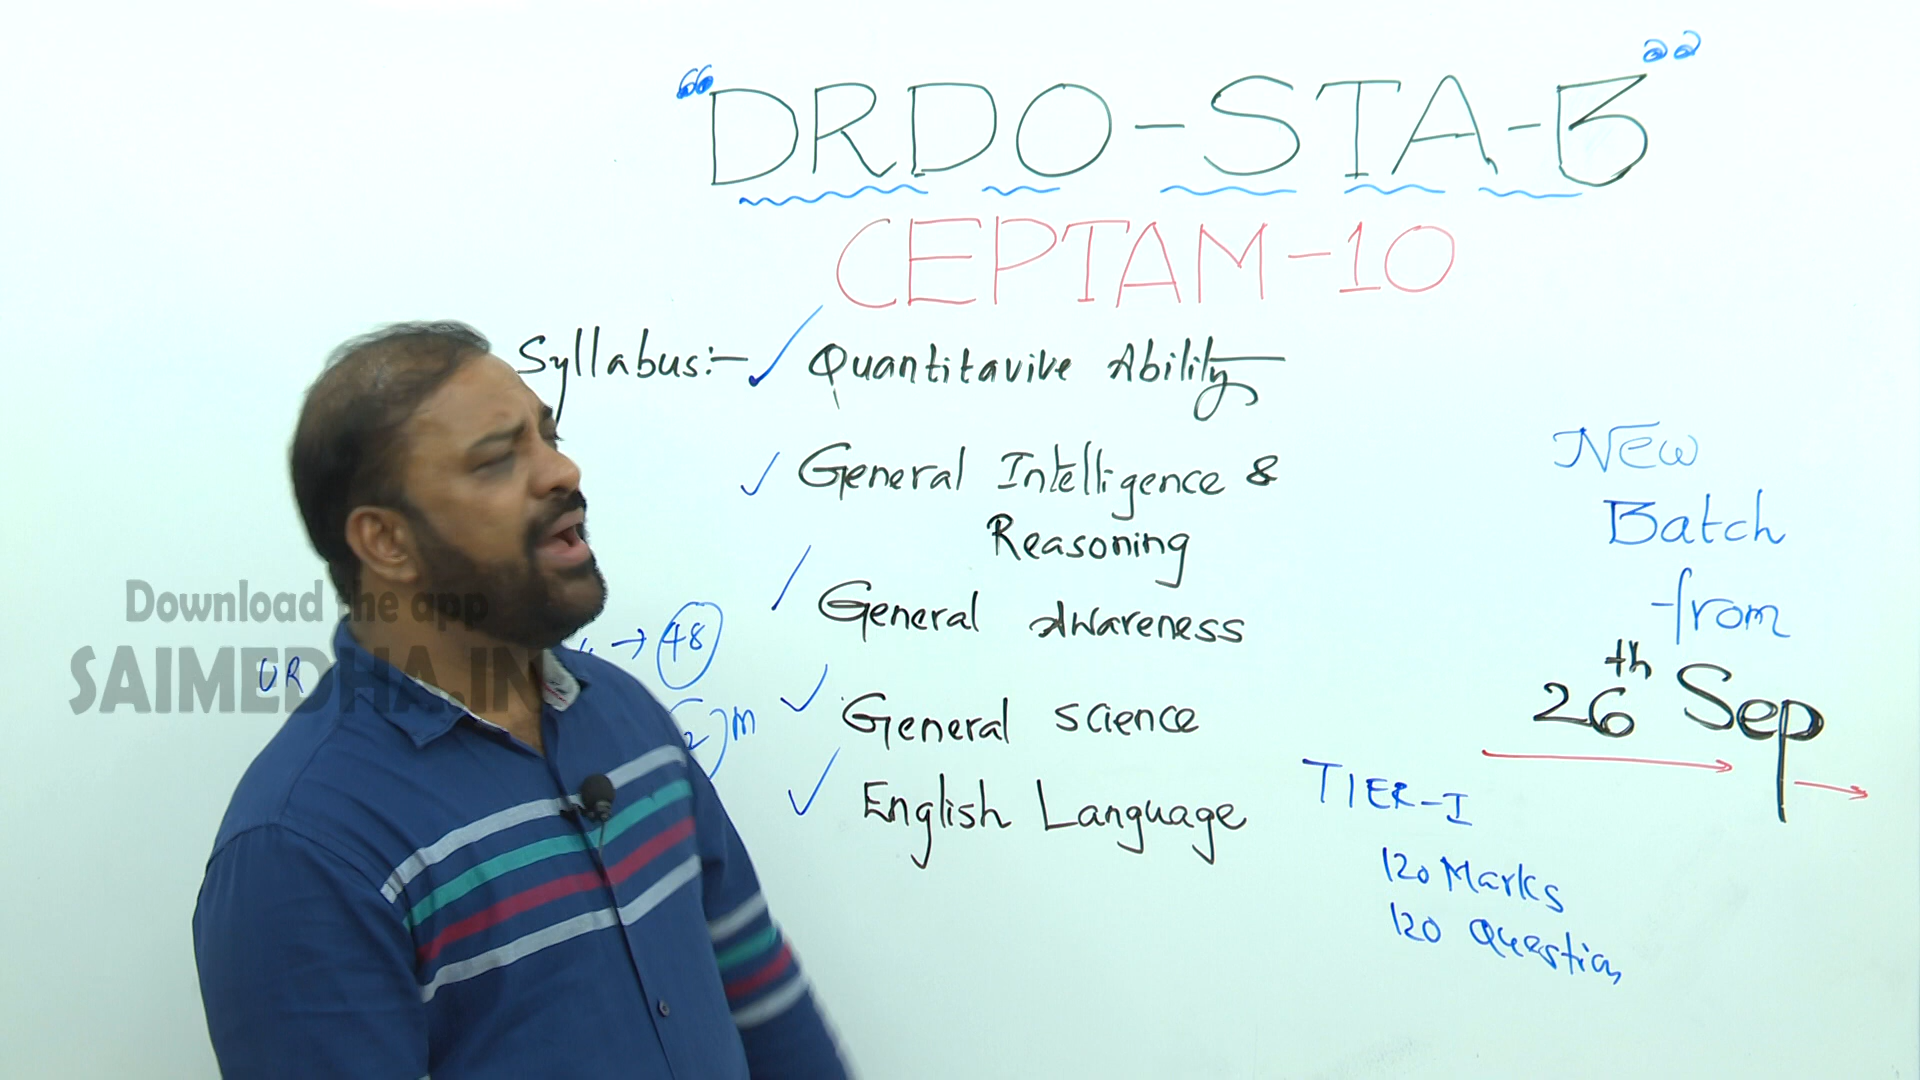 “DRDO-STA-B”
CEPTAM-10
Syllabus:- Quantitavive Ability
General Intelligence &
Reasoning
General Awareness
General science
English Language
NEW
Batch
from
26th Sep
TIER-I
120 Marks
120 Question
→ 48
m
UR
Download the app
SAIMEDHA.IN